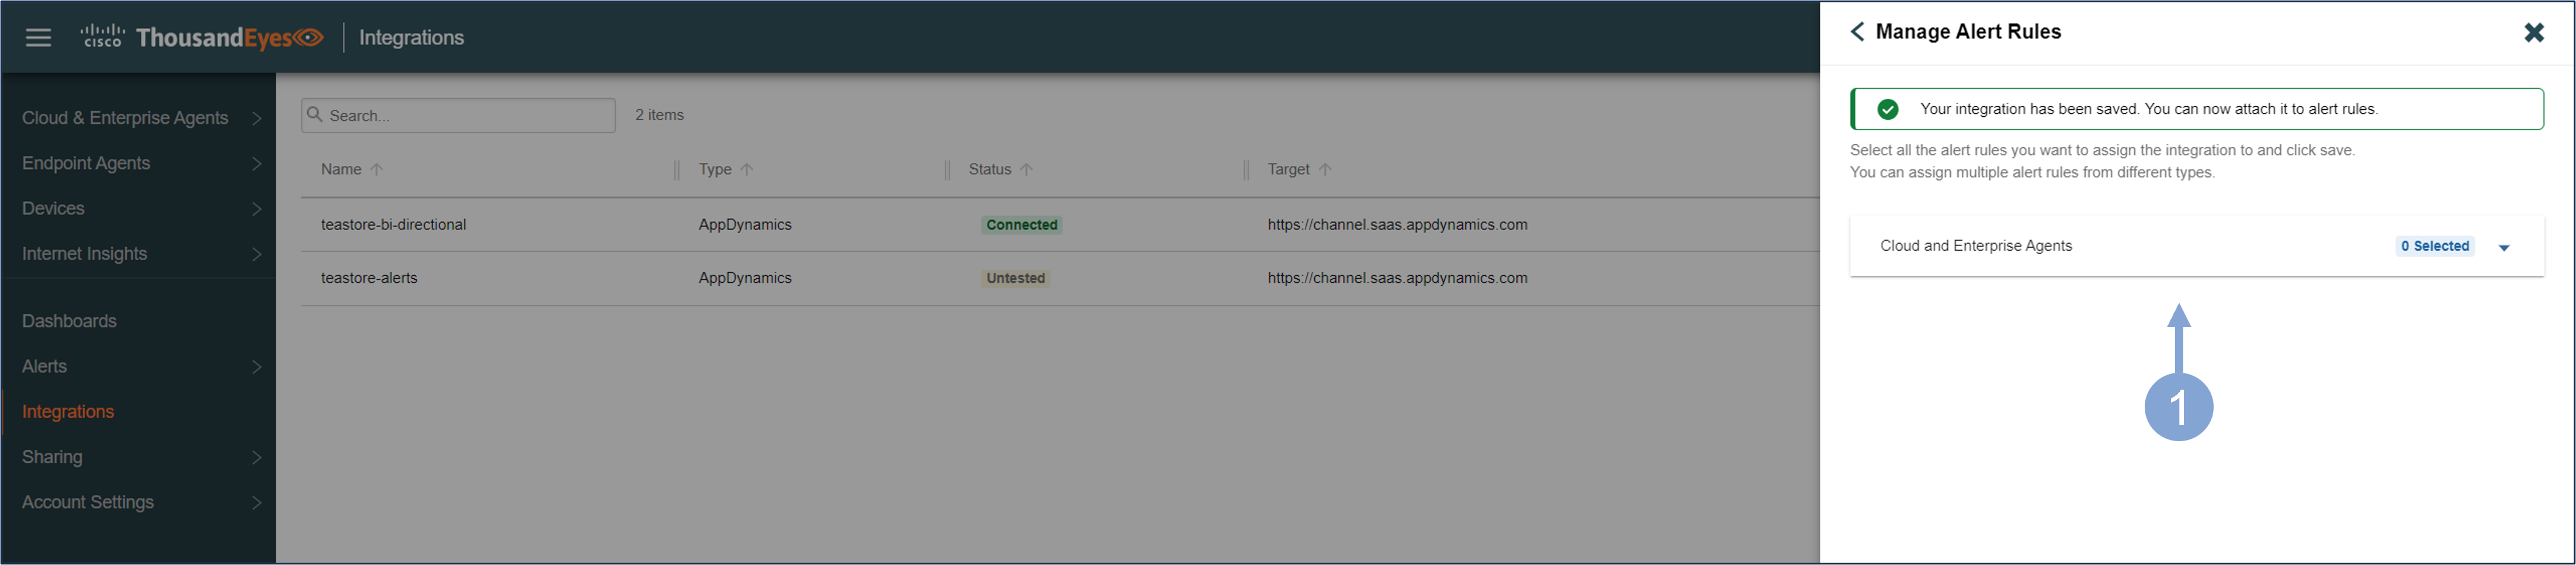 cisco ThousandEyes Integrations
Cloud & Enterprise Agents
Endpoint Agents
Devices
Internet Insights
Dashboards
Alerts
Integrations
Sharing
Account Settings
Search... 2 items
Name Type Status Target
teastore-bi-directional AppDynamics Connected https://channel.saas.appdynamics.com
teastore-alerts AppDynamics Untested https://channel.saas.appdynamics.com
Manage Alert Rules
Your integration has been saved. You can now attach it to alert rules.
Select all the alert rules you want to assign the integration to and click save.
You can assign multiple alert rules from different types.
Cloud and Enterprise Agents 0 Selected
1